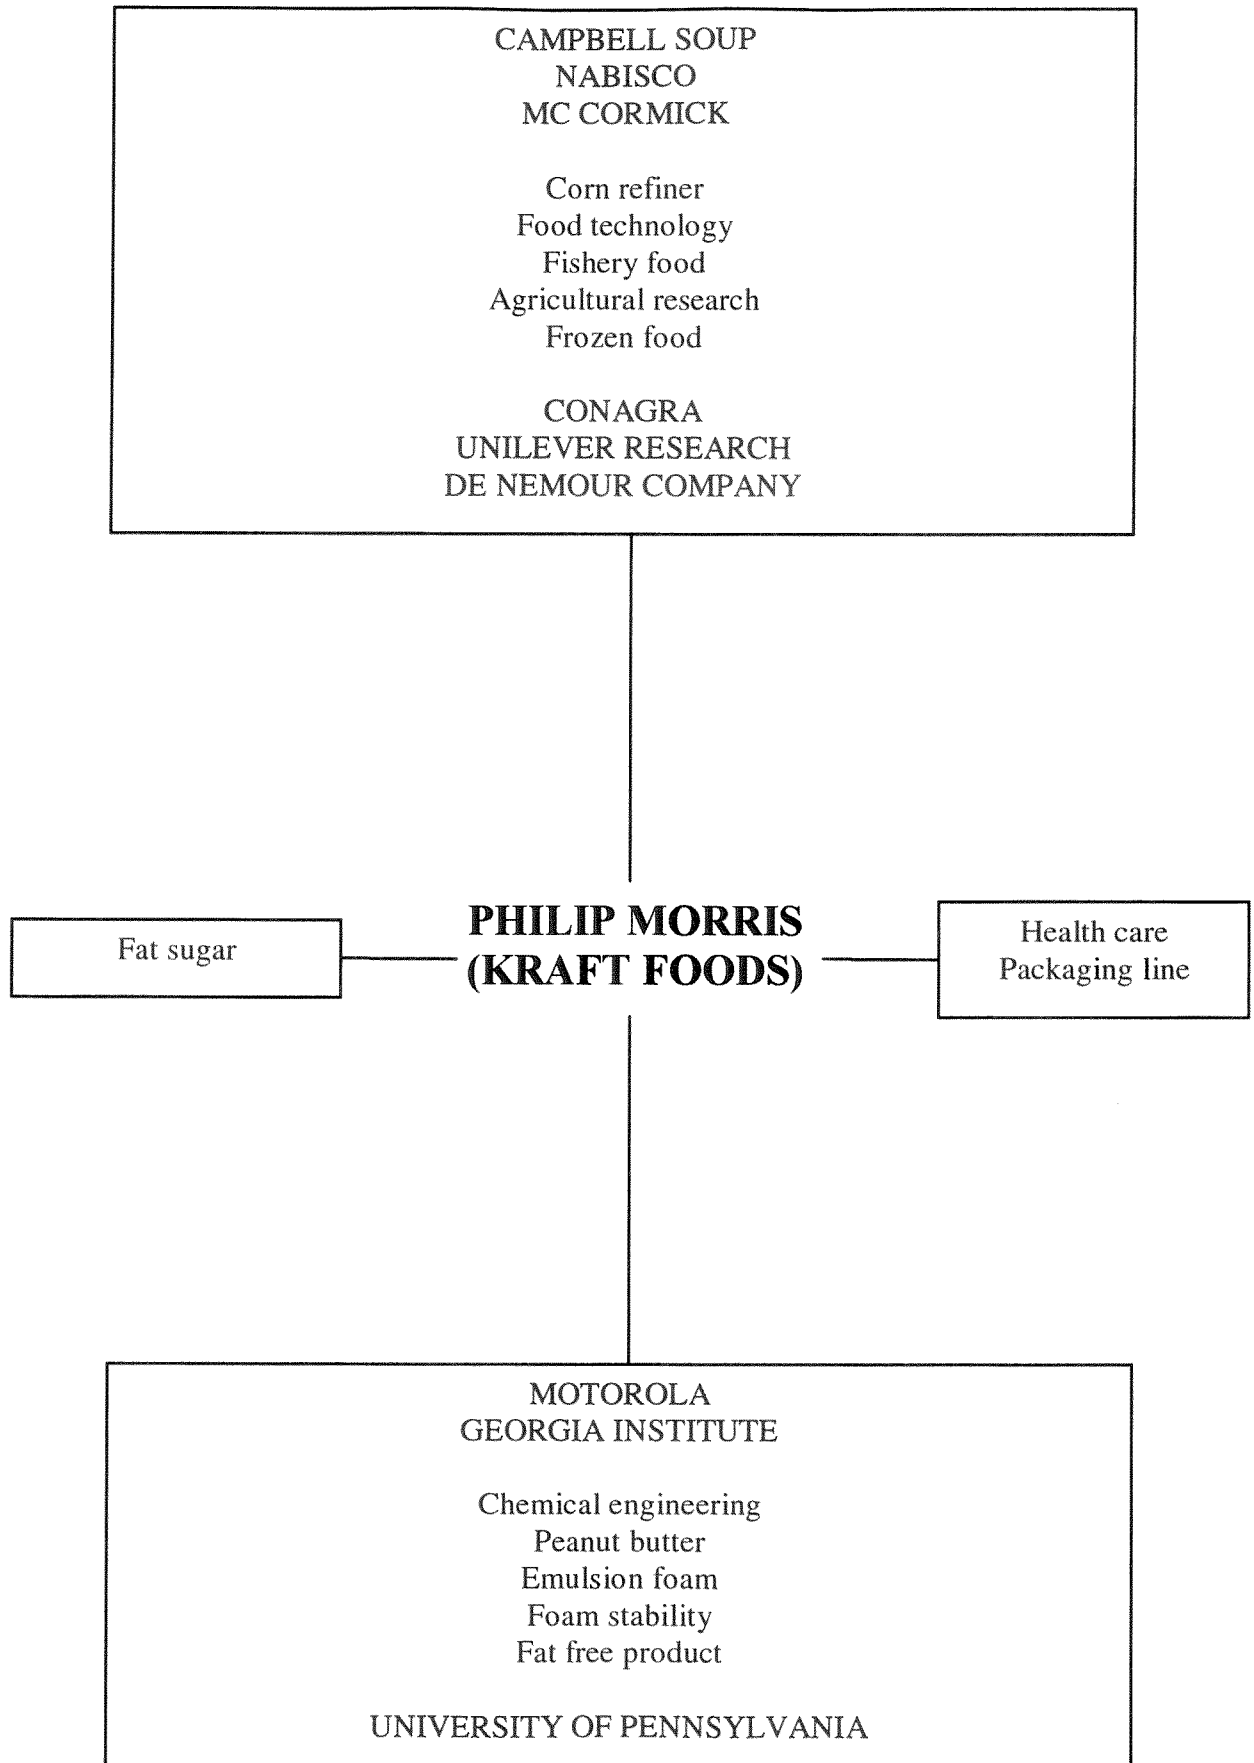 CAMPBELL SOUP
NABISCO
MC CORMICK
Corn refiner
Food technology
Fishery food
Agricultural research
Frozen food
CONAGRA
UNILEVER RESEARCH
DE NEMOUR COMPANY
Fat sugar
PHILIP MORRIS
(KRAFT FOODS)
Health care
Packaging line
MOTOROLA
GEORGIA INSTITUTE
Chemical engineering
Peanut butter
Emulsion foam
Foam stability
Fat free product
UNIVERSITY OF PENNSYLVANIA